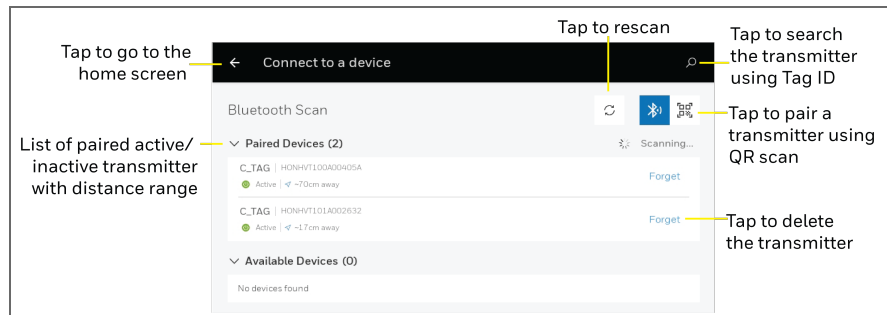 Tap to rescan
Tap to go to the
home screen
Connect to a device
Tap to search
the transmitter
using Tag ID
Bluetooth Scan
Tap to pair a
transmitter using
QR scan
List of paired active/
inactive transmitter
with distance range
Paired Devices (2)
Scanning...
C_TAG | HONHVT100A00405A
Active | ~70cm away
Forget
C_TAG | HONHVT101A002632
Active | ~17cm away
Forget
Tap to delete
the transmitter
Available Devices (0)
No devices found